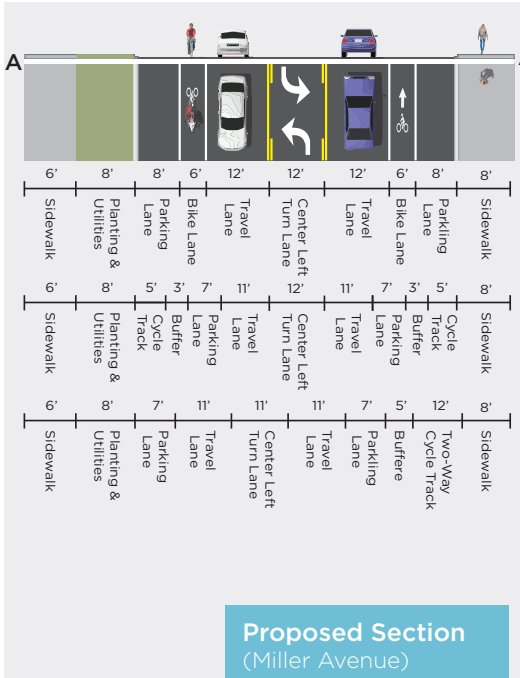 A
6' 8' 8' 6' 12' 12' 12' 6' 8' 8'
Sidewalk
Planting &
Utilities
Parking
Lane
Bike Lane
Travel
Lane
Center Left
Turn Lane
Travel
Lane
Bike Lane
Parkling
Lane
Sidewalk
6' 8' 5' 3' 7' 11' 12' 11' 7' 3' 5' 8'
Sidewalk
Planting &
Utilities
Cycle
Track
Buffer
Parking
Lane
Travel
Lane
Center Left
Turn Lane
Travel
Lane
Parking
Lane
Buffer
Cycle
Track
Sidewalk
6' 8' 7' 11' 11' 11' 7' 5' 12' 8'
Sidewalk
Planting &
Utilities
Parking
Lane
Travel
Lane
Center Left
Turn Lane
Travel
Lane
Parkling
Lane
Buffere
Two-Way
Cycle Track
Sidewalk
Proposed Section
(Miller Avenue)